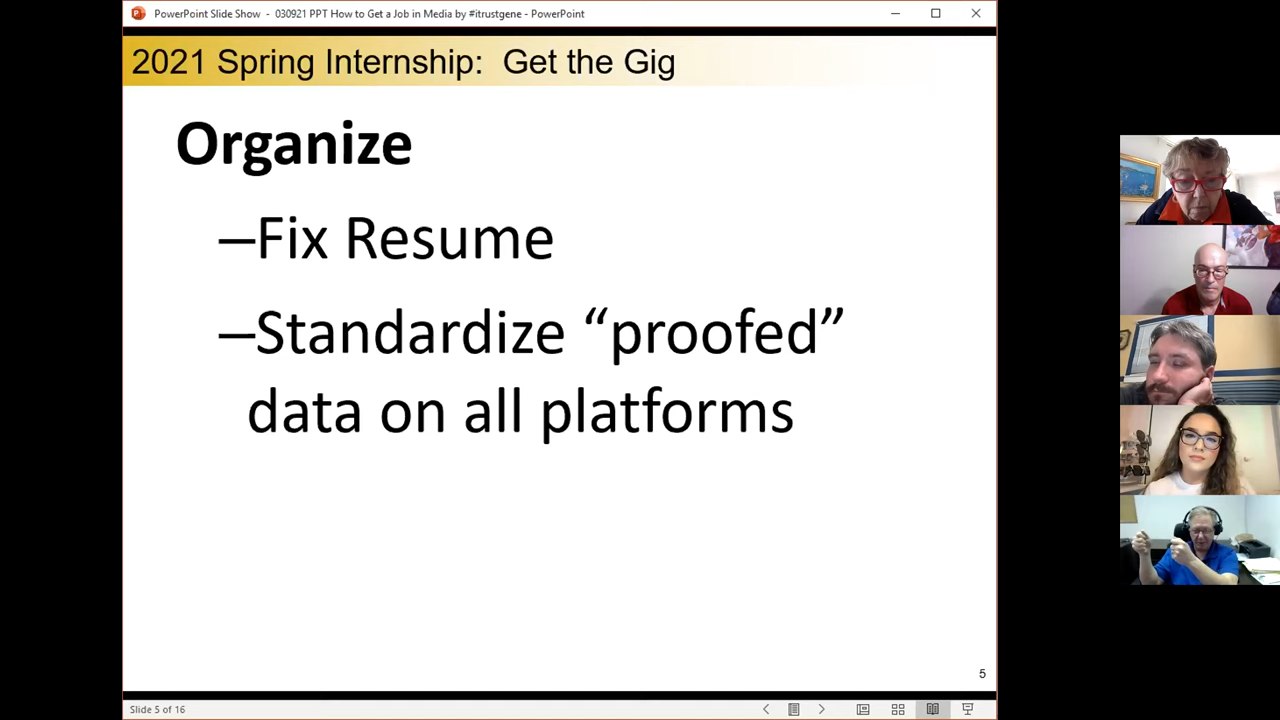 PowerPoint Slide Show - 030921 PPT How to Get a Job in Media by #itrustgene - PowerPoint
2021 Spring Internship: Get the Gig
Organize
–Fix Resume
–Standardize “proofed”
data on all platforms
5
Slide 5 of 16